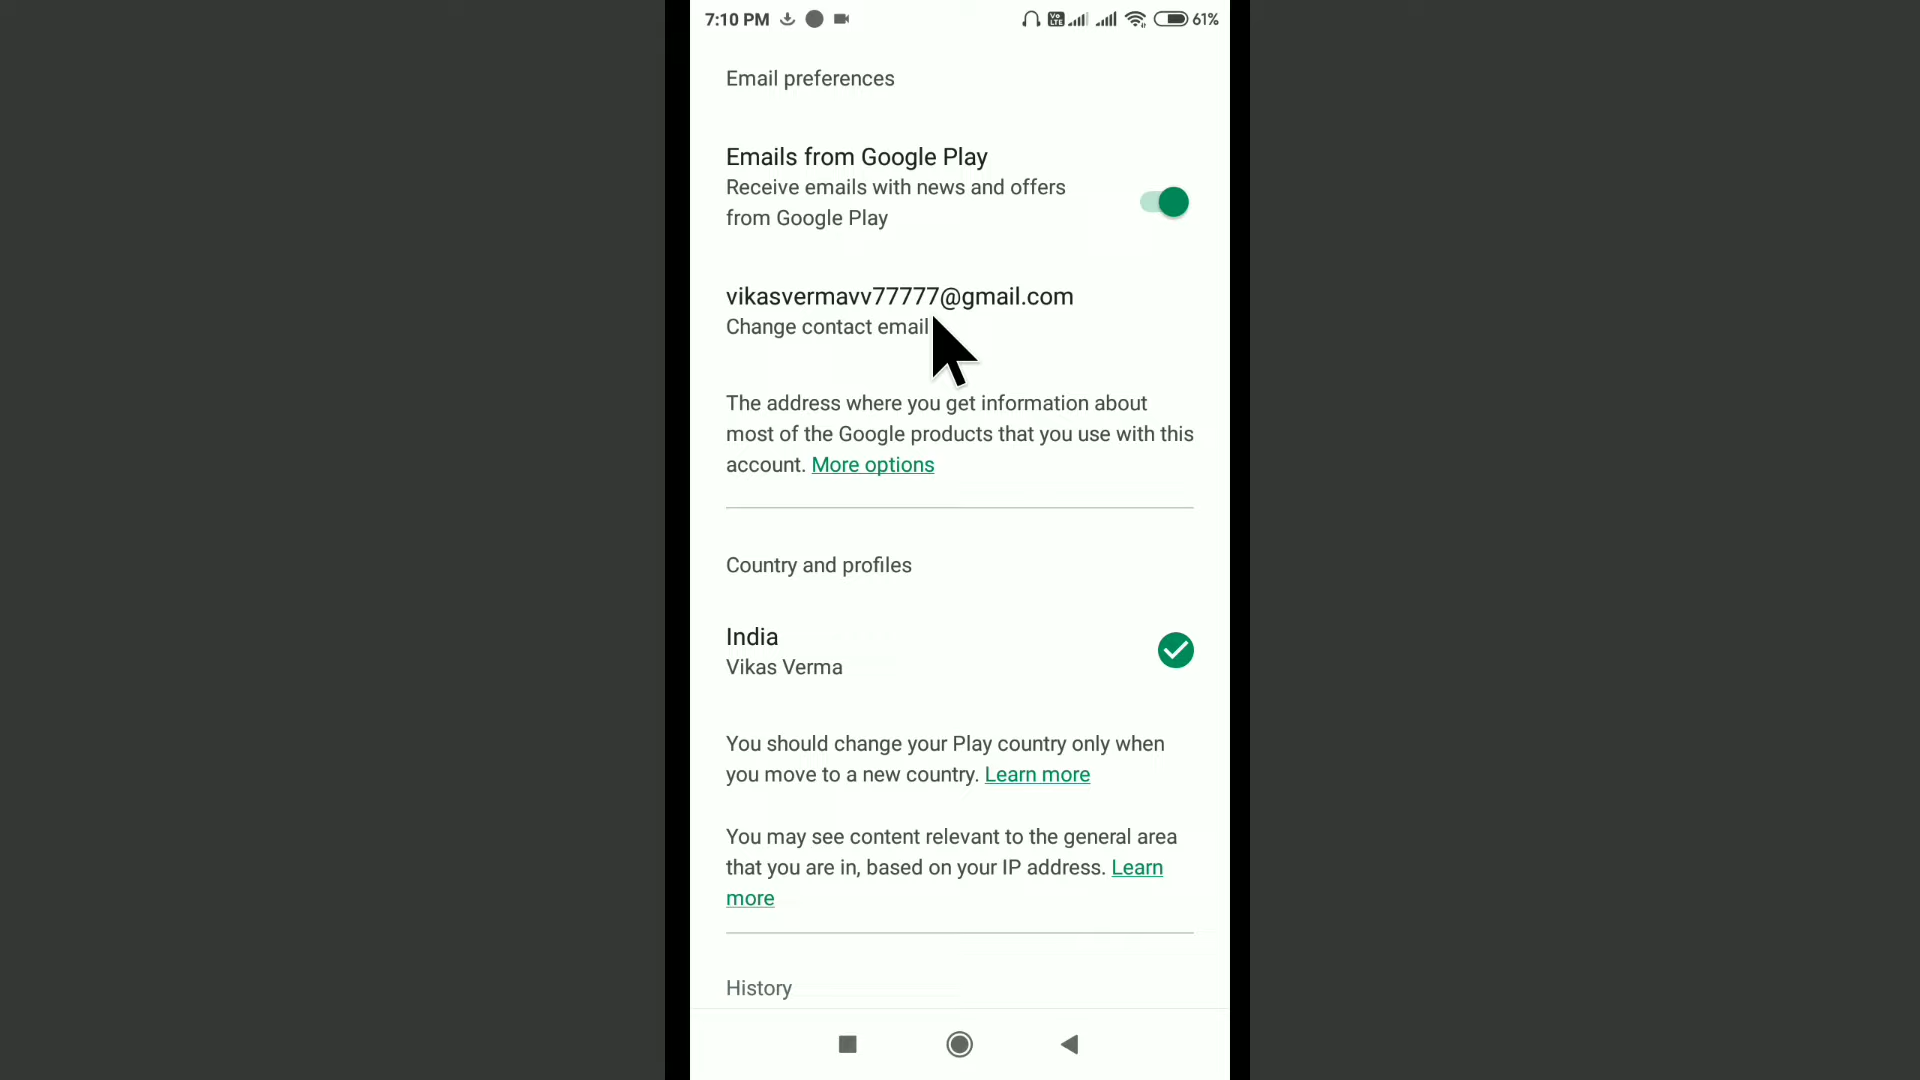 7:10 PM
Vo LTE
61%
Email preferences
Emails from Google Play
Receive emails with news and offers
from Google Play
vikasvermavv77777@gmail.com
Change contact email
The address where you get information about
most of the Google products that you use with this
account. More options
Country and profiles
India
Vikas Verma
You should change your Play country only when
you move to a new country. Learn more
You may see content relevant to the general area
that you are in, based on your IP address. Learn
more
History